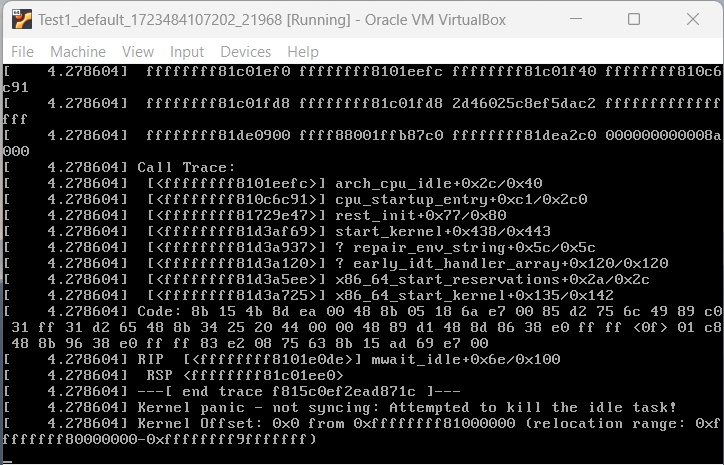 Test1_default_1723484107202_21968 [Running] - Oracle VM VirtualBox
File Machine View Input Devices Help
[    4.278604]  ffffffff81c01ef0 ffffffff8101eefc ffffffff81c01f40 ffffffff810c6
c91
[    4.278604]  ffffffff81c01fd8 ffffffff81c01fd8 2d46025c8ef5dac2 fffffffffffff
fff
[    4.278604]  ffffffff81de0900 ffff88001ffb87c0 ffffffff81dea2c0 000000000008a
000
[    4.278604] Call Trace:
[    4.278604]  [<ffffffff8101eefc>] arch_cpu_idle+0x2c/0x40
[    4.278604]  [<ffffffff810c6c91>] cpu_startup_entry+0xc1/0x2c0
[    4.278604]  [<ffffffff81729e47>] rest_init+0x77/0x80
[    4.278604]  [<ffffffff81d3af69>] start_kernel+0x438/0x443
[    4.278604]  [<ffffffff81d3a937>] ? repair_env_string+0x5c/0x5c
[    4.278604]  [<ffffffff81d3a120>] ? early_idt_handler_array+0x120/0x120
[    4.278604]  [<ffffffff81d3a5ee>] x86_64_start_reservations+0x2a/0x2c
[    4.278604]  [<ffffffff81d3a725>] x86_64_start_kernel+0x135/0x142
[    4.278604] Code: 8b 15 4b 8d ea 00 48 8b 05 18 6a e7 00 85 d2 75 6c 49 89 c0
 31 ff 31 d2 65 48 8b 34 25 20 44 00 00 48 89 d1 48 8d 86 38 e0 ff ff <0f> 01 c8
 48 8b 96 38 e0 ff ff 83 e2 08 75 63 8b 15 ad 69 e7 00
[    4.278604] RIP  [<ffffffff8101e0de>] mwait_idle+0x6e/0x100
[    4.278604]  RSP <ffffffff81c01ee0>
[    4.278604] ---[ end trace f815c0ef2ead871c ]---
[    4.278604] Kernel panic - not syncing: Attempted to kill the idle task!
[    4.278604] Kernel Offset: 0x0 from 0xffffffff81000000 (relocation range: 0xf
fffffff80000000-0xffffffff9fffffff)